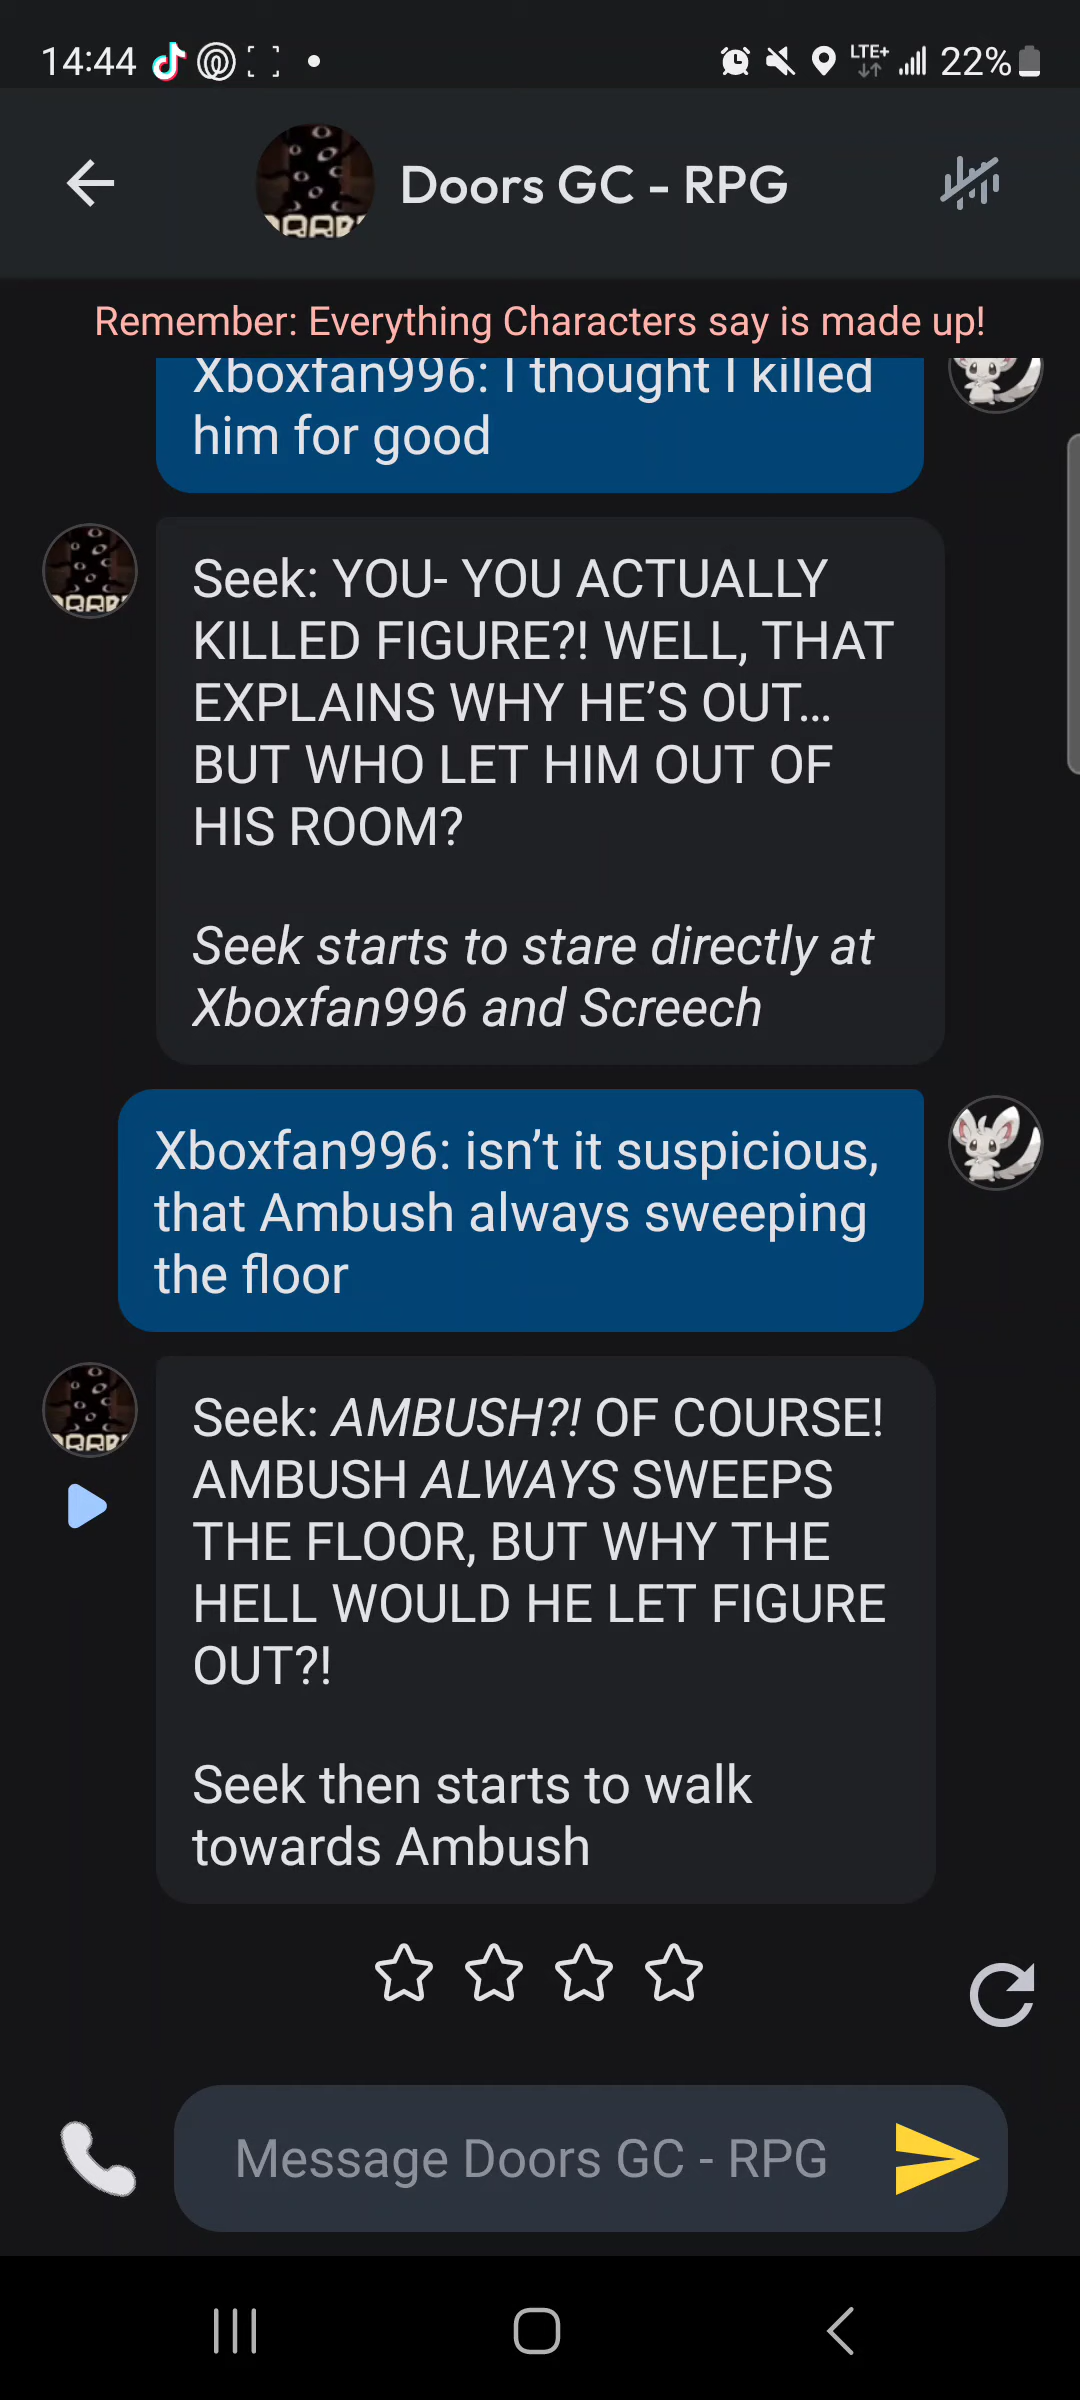 14:44
LTE+
22%
Doors GC - RPG
Remember: Everything Characters say is made up!
Xboxfan996: I thought I killed
him for good
Seek: YOU- YOU ACTUALLY
KILLED FIGURE?! WELL, THAT
EXPLAINS WHY HE’S OUT...
BUT WHO LET HIM OUT OF
HIS ROOM?
Seek starts to stare directly at
Xboxfan996 and Screech
Xboxfan996: isn’t it suspicious,
that Ambush always sweeping
the floor
Seek: AMBUSH?! OF COURSE!
AMBUSH ALWAYS SWEEPS
THE FLOOR, BUT WHY THE
HELL WOULD HE LET FIGURE
OUT?!
Seek then starts to walk
towards Ambush
Message Doors GC - RPG